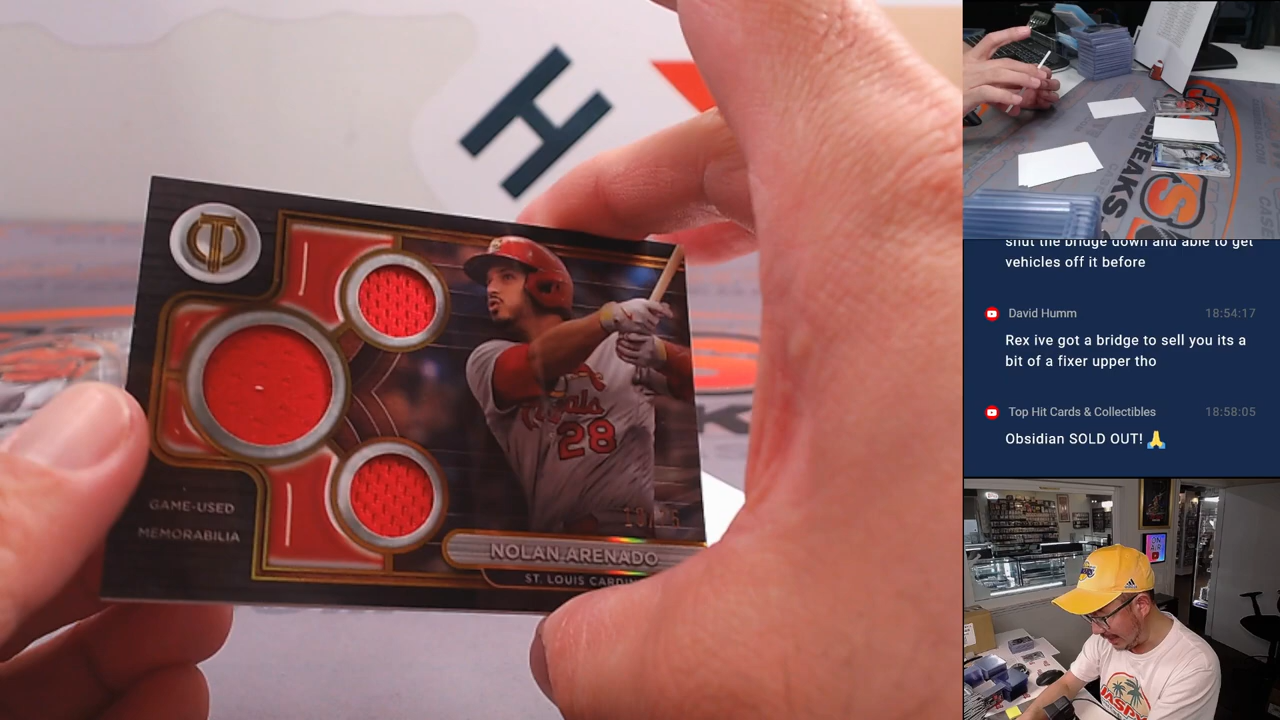 H
GAME-USED
MEMORABILIA
28
NOLAN ARENADO
ST. LOUIS
BREAKS
shut the bridge down and able to get
vehicles off it before
David Humm 18:54:17
Rex ive got a bridge to sell you its a
bit of a fixer upper tho
Top Hit Cards & Collectibles 18:58:05
Obsidian SOLD OUT! 🙏